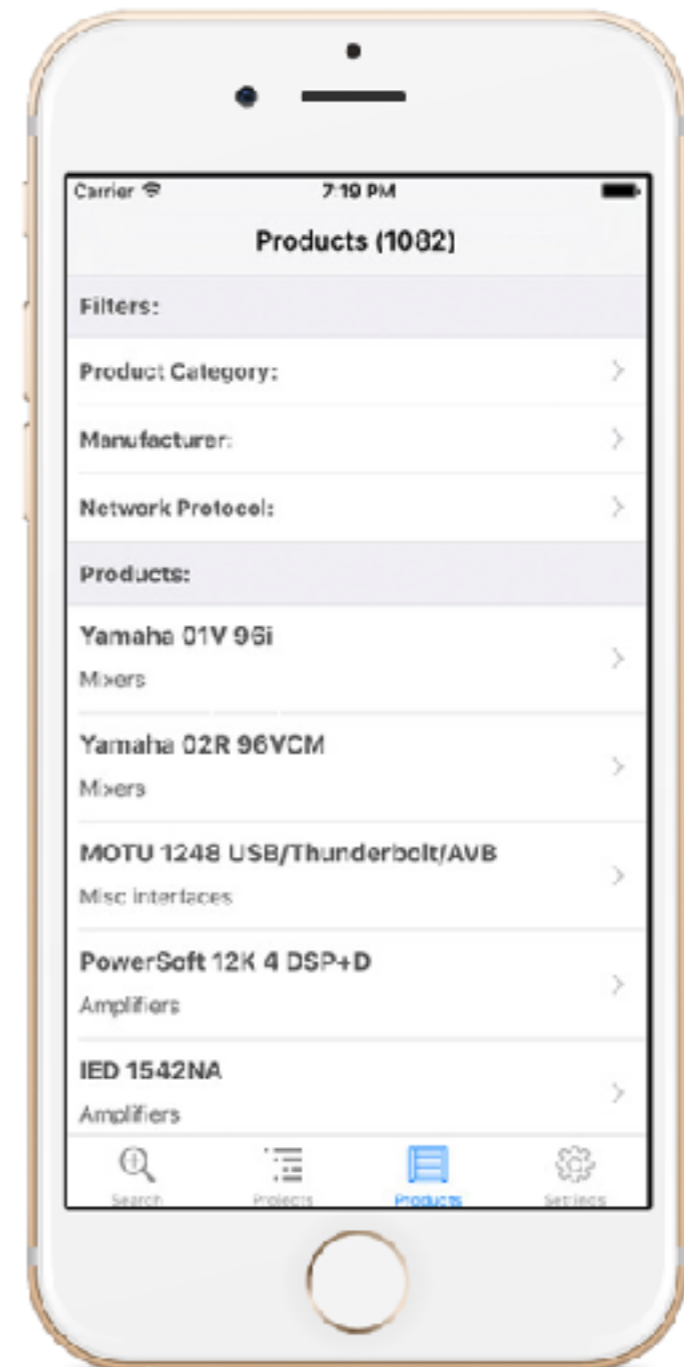 Carrier 7:19 PM
Products (1082)
Filters:
Product Category:
Manufacturer:
Network Protocol:
Products:
Yamaha 01V 96i
Mixers
Yamaha 02R 96VCM
Mixers
MOTU 1248 USB/Thunderbolt/AVB
Misc Interfaces
PowerSoft 12K 4 DSP+D
Amplifiers
IED 1542NA
Amplifiers
Search Projects Products Settings